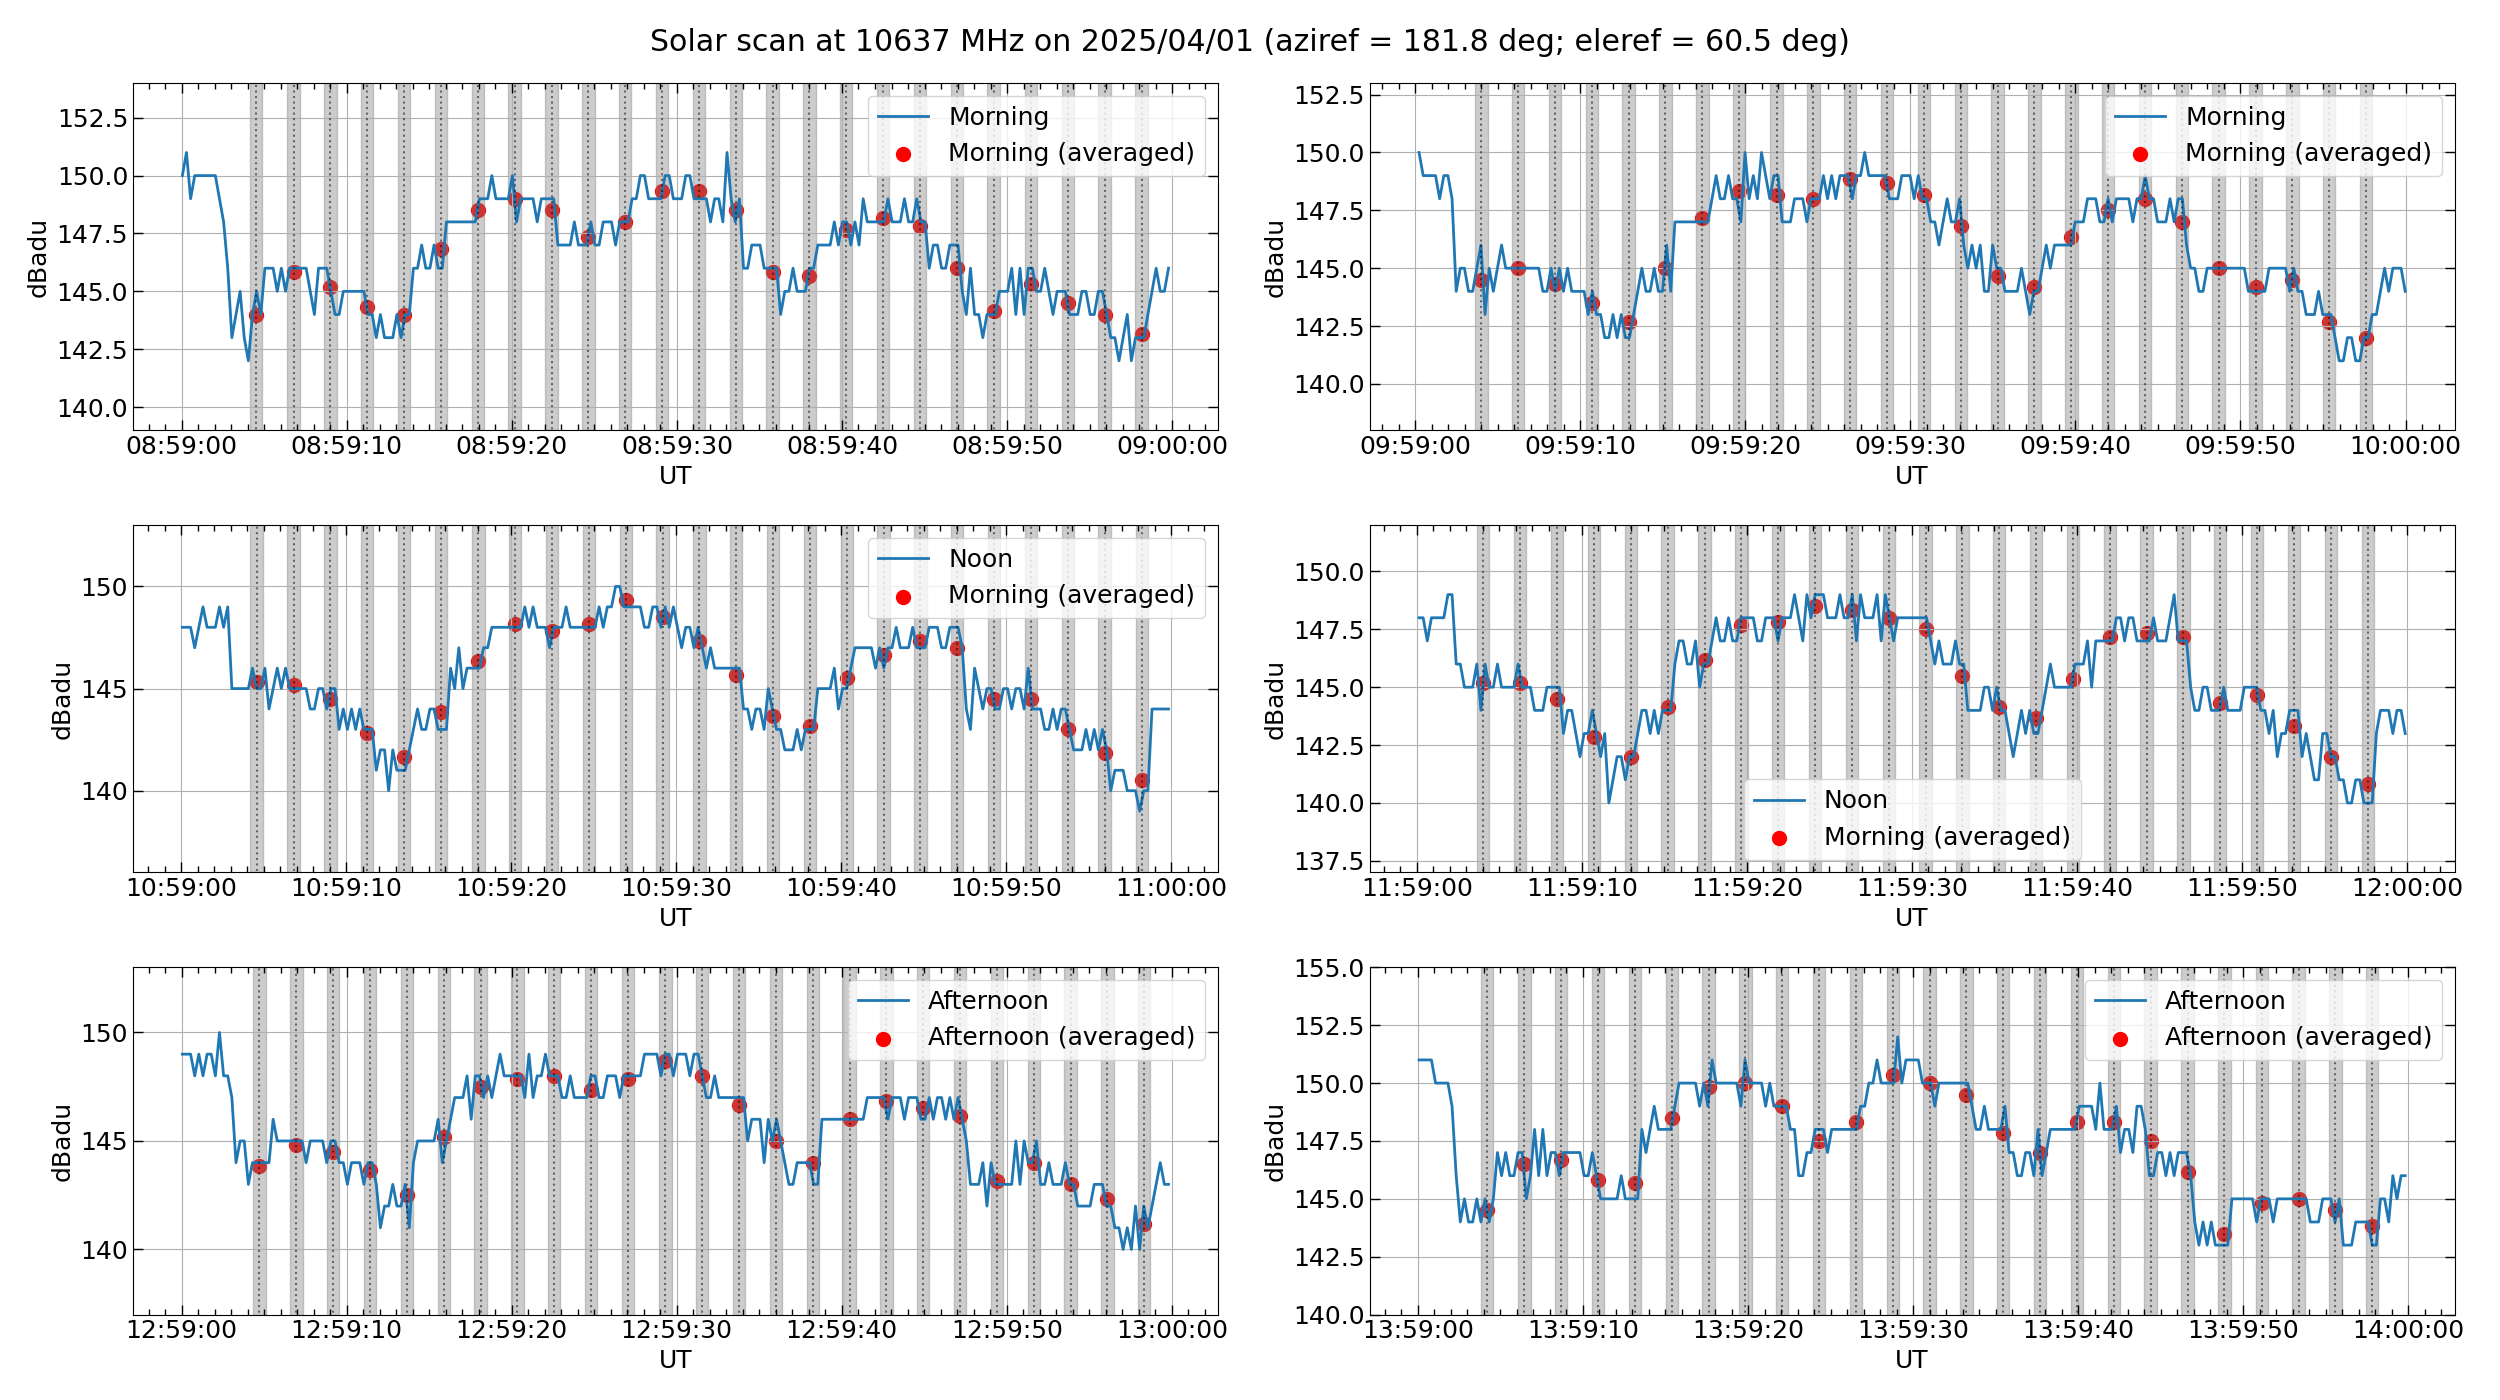 Solar scan at 10637 MHz on 2025/04/01 (aziref = 181.8 deg; eleref = 60.5 deg)
Morning
Morning (averaged)
152.5
150.0
147.5
145.0
142.5
140.0
dBadu
08:59:00 08:59:10 08:59:20 08:59:30 08:59:40 08:59:50 09:00:00
UT
Morning
Morning (averaged)
152.5
150.0
147.5
145.0
142.5
140.0
dBadu
09:59:00 09:59:10 09:59:20 09:59:30 09:59:40 09:59:50 10:00:00
UT
Noon
Morning (averaged)
150
145
140
dBadu
10:59:00 10:59:10 10:59:20 10:59:30 10:59:40 10:59:50 11:00:00
UT
150.0
147.5
145.0
142.5
140.0
137.5
dBadu
Noon
Morning (averaged)
11:59:00 11:59:10 11:59:20 11:59:30 11:59:40 11:59:50 12:00:00
UT
Afternoon
Afternoon (averaged)
150
145
140
dBadu
12:59:00 12:59:10 12:59:20 12:59:30 12:59:40 12:59:50 13:00:00
UT
Afternoon
Afternoon (averaged)
155.0
152.5
150.0
147.5
145.0
142.5
140.0
dBadu
13:59:00 13:59:10 13:59:20 13:59:30 13:59:40 13:59:50 14:00:00
UT